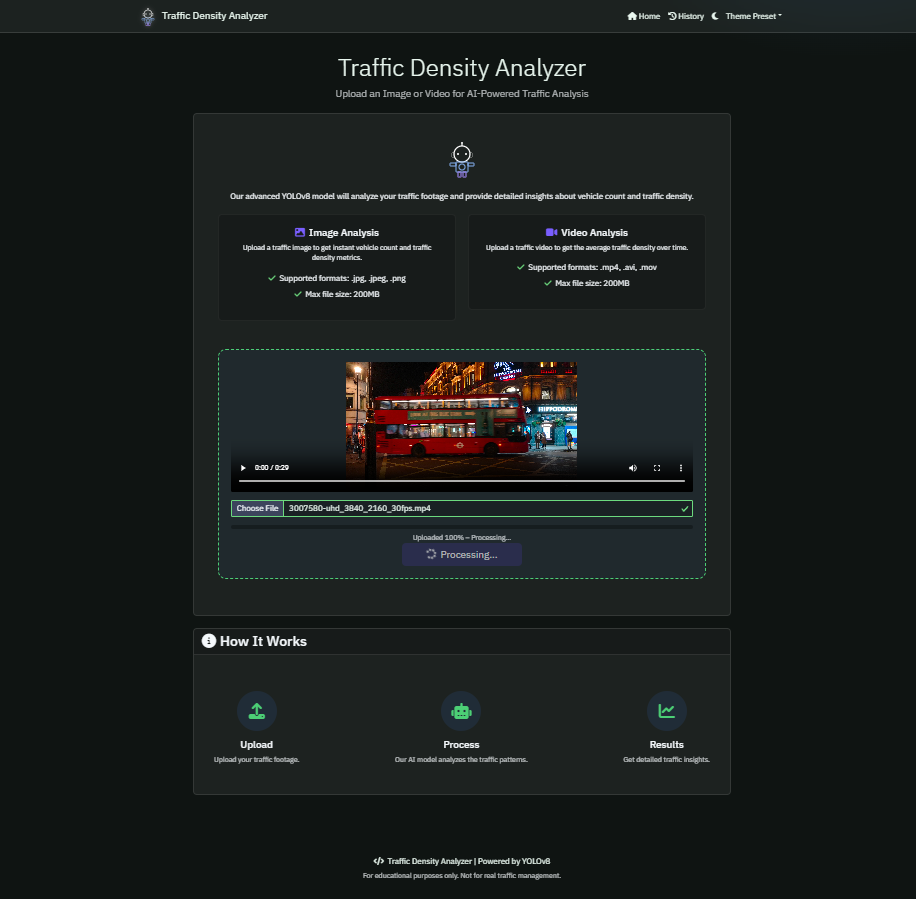 Traffic Density Analyzer
Home History Theme Preset
Traffic Density Analyzer
Upload an Image or Video for AI-Powered Traffic Analysis
Our advanced YOLOv8 model will analyze your traffic footage and provide detailed insights about vehicle count and traffic density.
Image Analysis
Upload a traffic image to get instant vehicle count and traffic
density metrics.
Supported formats: .jpg, .jpeg, .png
Max file size: 200MB
Video Analysis
Upload a traffic video to get the average traffic density over time.
Supported formats: .mp4, .avi, .mov
Max file size: 200MB
HIPPODROME
0:00 / 0:29
Choose File 3007580-uhd_3840_2160_30fps.mp4
Uploaded 100% – Processing...
Processing...
How It Works
Upload
Upload your traffic footage.
Process
Our AI model analyzes the traffic patterns.
Results
Get detailed traffic insights.
Traffic Density Analyzer | Powered by YOLOv8
For educational purposes only. Not for real traffic management.